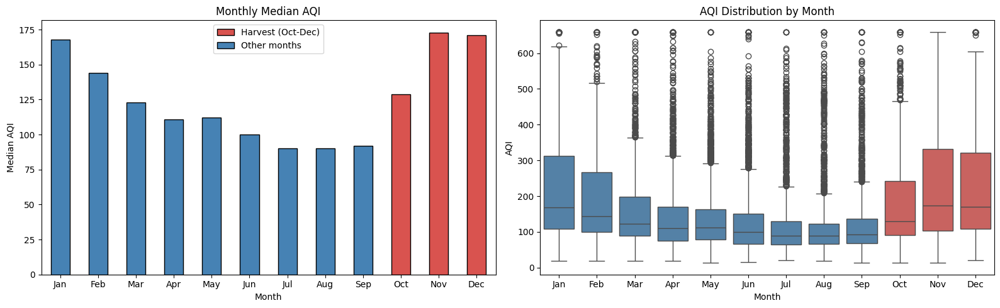 Monthly Median AQI
Harvest (Oct-Dec)
Other months
175
150
125
100
75
50
25
0
Median AQI
Jan Feb Mar Apr May Jun Jul Aug Sep Oct Nov Dec
Month
AQI Distribution by Month
600
500
400
300
200
100
0
AQI
Jan Feb Mar Apr May Jun Jul Aug Sep Oct Nov Dec
Month